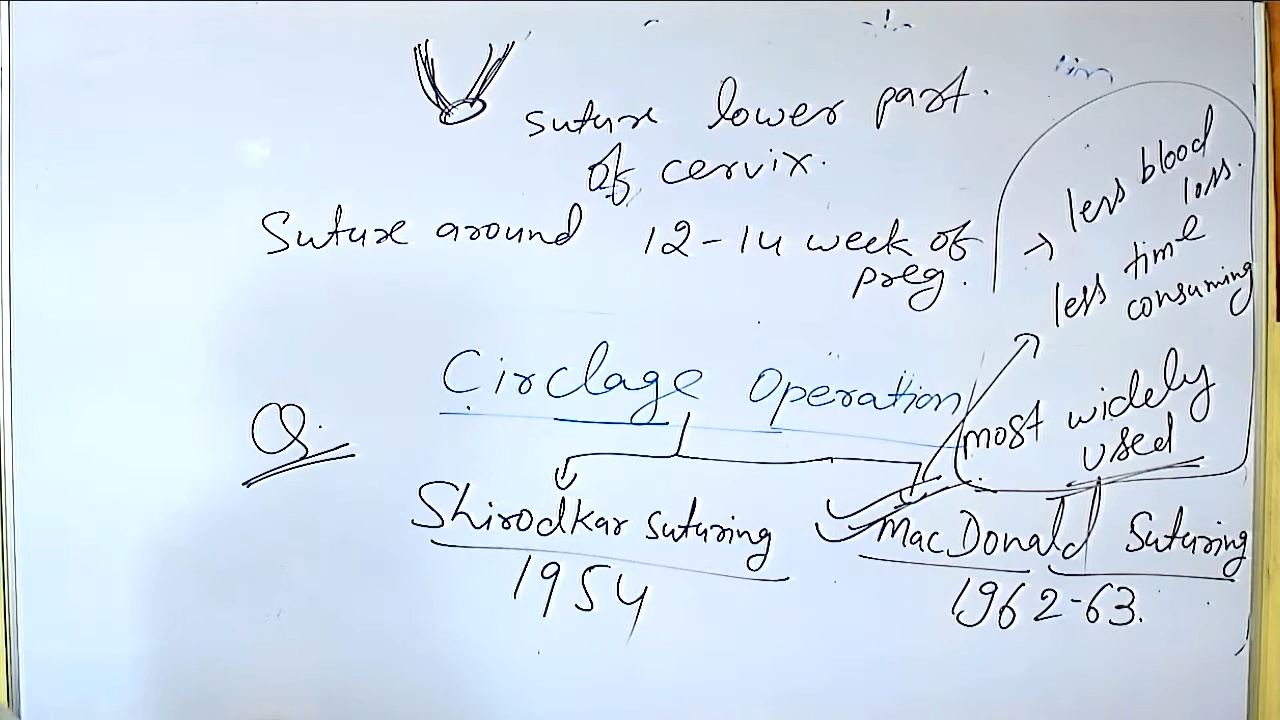 suture lower part.
of cervix.
Suture around 12-14 week of
preg.
→ less blood
loss.
less time
consuming
most widely
used
Circlage Operation
Q.
Shirodkar suturing
1954
MacDonald Suturing
1962-63.